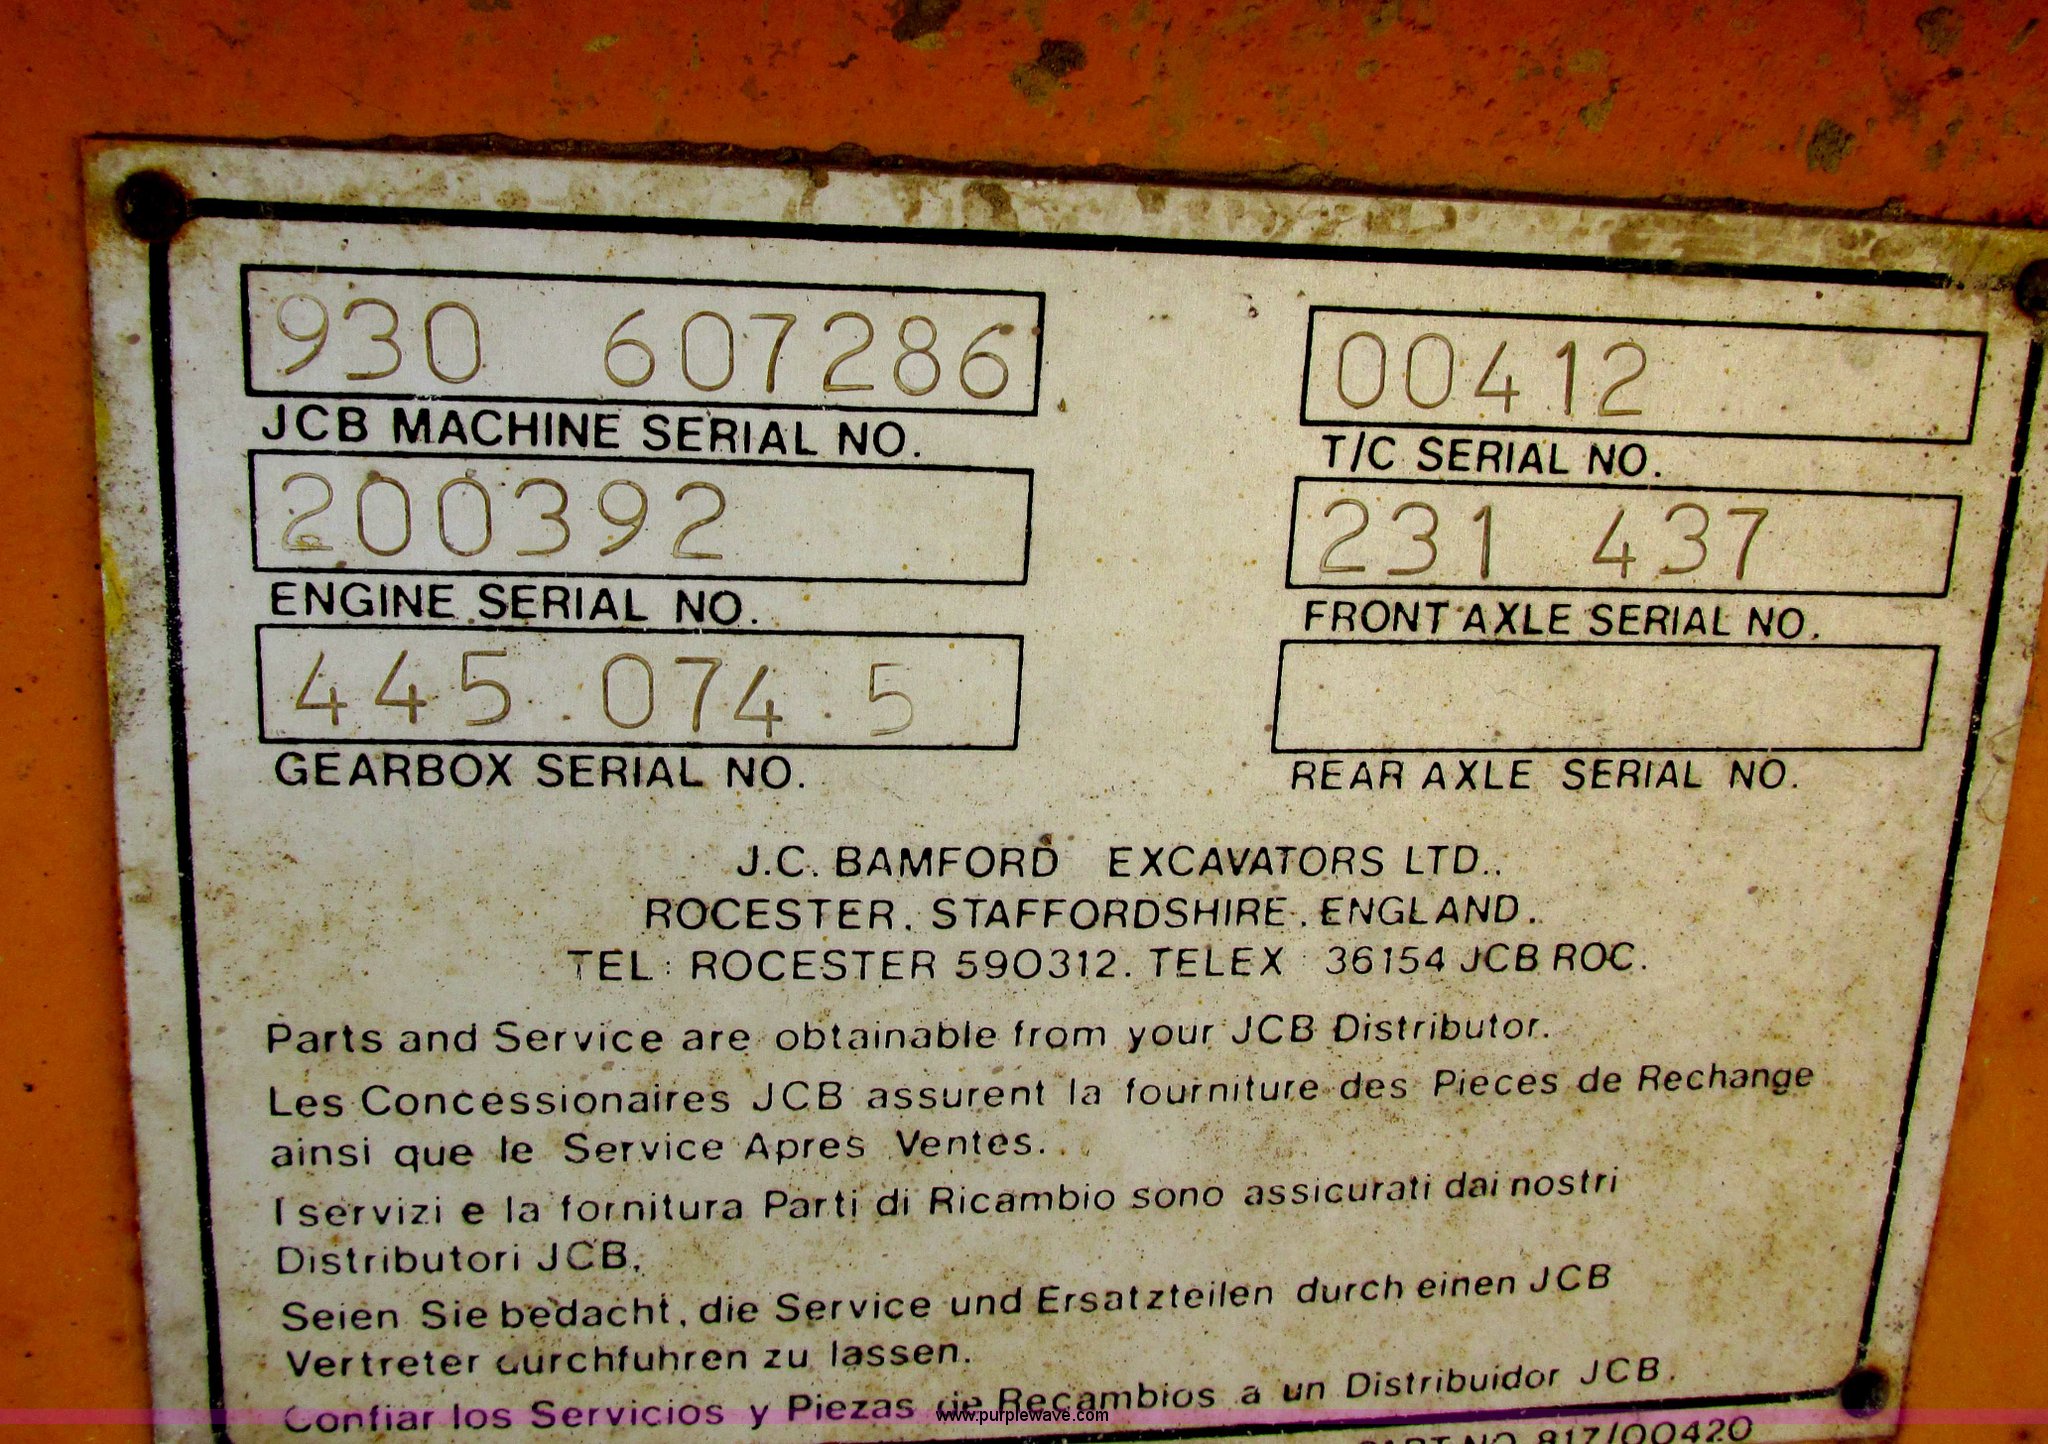 930 607286
JCB MACHINE SERIAL NO.
00412
T/C SERIAL NO.
200392
ENGINE SERIAL NO.
231 437
FRONT AXLE SERIAL NO.
445.074.5
GEARBOX SERIAL NO.
REAR AXLE SERIAL NO.
J.C. BAMFORD EXCAVATORS LTD..
ROCESTER, STAFFORDSHIRE, ENGLAND.
TEL: ROCESTER 590312. TELEX 36154 JCB ROC.
Parts and Service are obtainable from your JCB Distributor.
Les Concessionaires JCB assurent la fourniture des Pieces de Rechange
ainsi que le Service Apres Ventes.
I servizi e la fornitura Parti di Ricambio sono assicurati dai nostri
Distributori JCB.
Seien Sie bedacht, die Service und Ersatzteilen durch einen JCB
Vertreter durchfuhren zu lassen.
Confiar los Servicios y Piezas de Recambios a un Distribuidor JCB.
PART NO 817/00420
www.purplewave.com